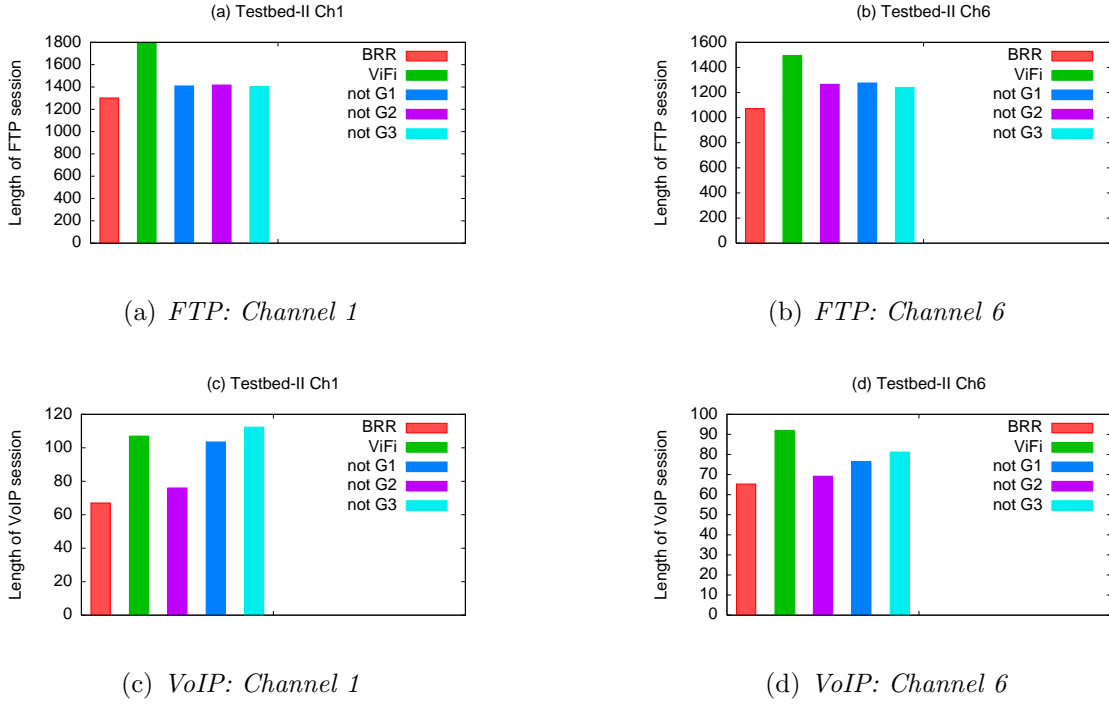 (a) Testbed-II Ch1
Length of FTP session
1800
1600
1400
1200
1000
800
600
400
200
0
BRR
ViFi
not G1
not G2
not G3
(a) FTP: Channel 1
(b) Testbed-II Ch6
Length of FTP session
1600
1400
1200
1000
800
600
400
200
0
BRR
ViFi
not G1
not G2
not G3
(b) FTP: Channel 6
(c) Testbed-II Ch1
Length of VoIP session
120
100
80
60
40
20
0
BRR
ViFi
not G1
not G2
not G3
(c) VoIP: Channel 1
(d) Testbed-II Ch6
Length of VoIP session
100
90
80
70
60
50
40
30
20
10
0
BRR
ViFi
not G1
not G2
not G3
(d) VoIP: Channel 6